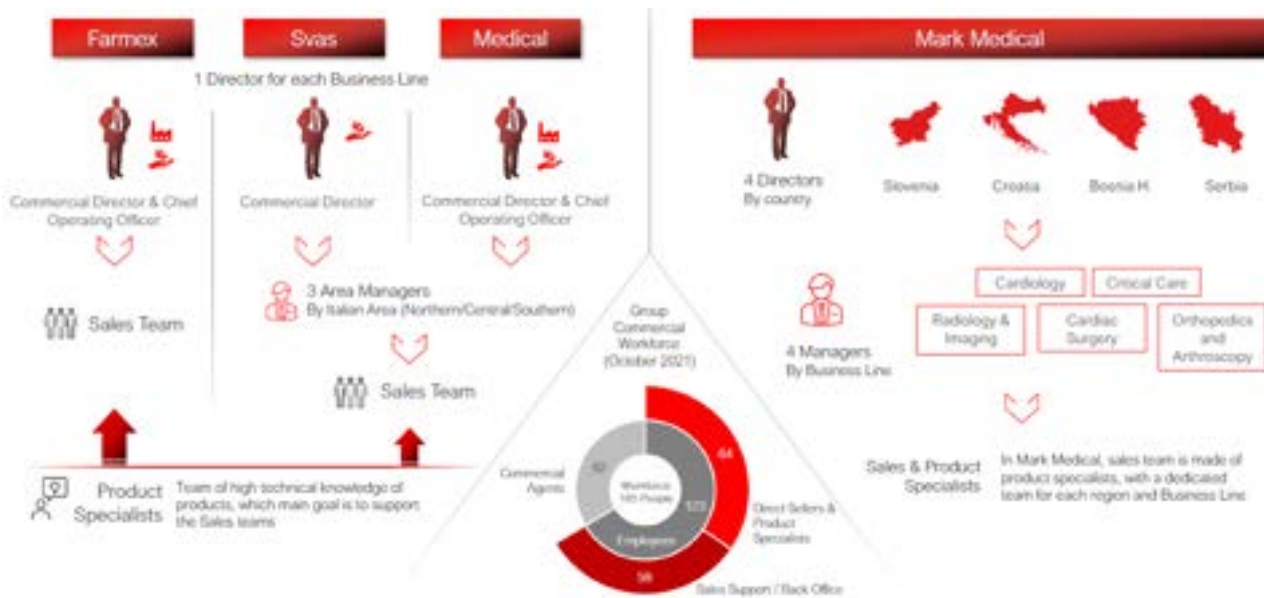 Farmex
Svas
Medical
1 Director for each Business Line
Commercial Director & Chief
Operating Officer
Commercial Director
Commercial Director & Chief
Operating Officer
3 Area Managers
By Italian Area (Northern/Central/Southern)
Sales Team
Sales Team
Product
Specialists
Team of high technical knowledge of
products, which main goal is to support
the Sales teams
Group
Commercial
Workforce
(October 2021)
Commercial
Agents
62
64
Workforce
People
123
Employees
Direct Sellers &
Product
Specialists
59
Sales Support / Back Office
Mark Medical
4 Directors
By country
Slovenia
Croatia
Bosnia H.
Serbia
4 Managers
By Business Line
Cardiology
Critical Care
Radiology &
Imaging
Cardiac
Surgery
Orthopedics
and
Arthroscopy
Sales & Product
Specialists
In Mark Medical, sales team is made of
product specialists, with a dedicated
team for each region and Business Line